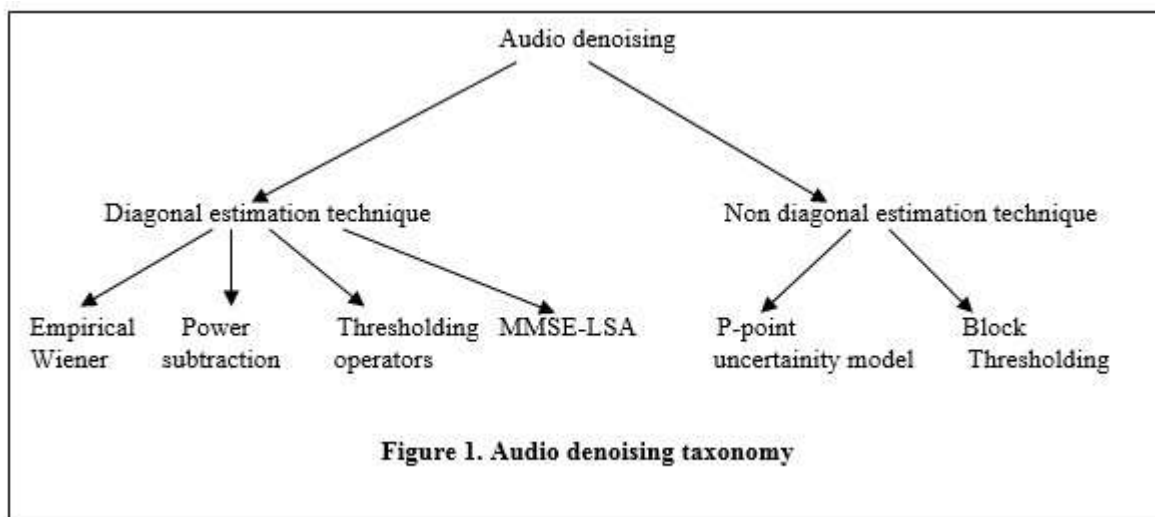 Audio denoising
Diagonal estimation technique
Non diagonal estimation technique
Empirical
Wiener
Power
subtraction
Thresholding
operators
MMSE-LSA
P-point
uncertainity model
Block
Thresholding
Figure 1. Audio denoising taxonomy